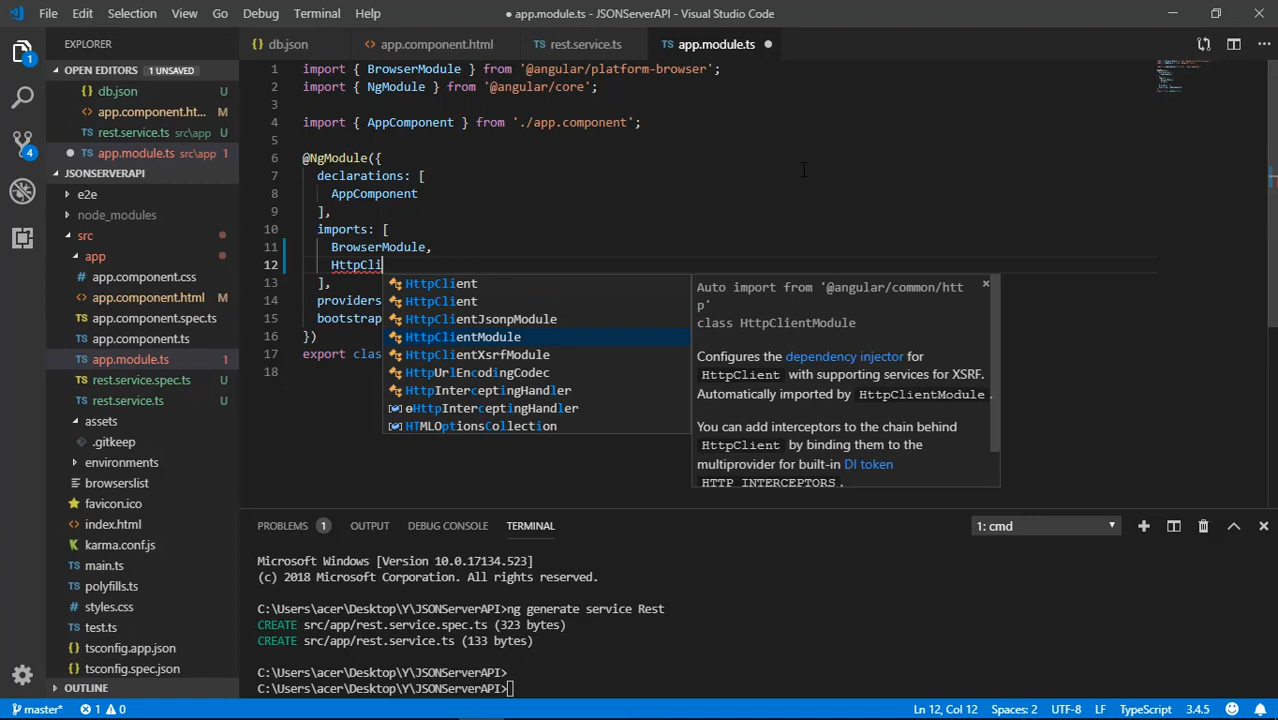 File Edit Selection View Go Debug Terminal Help
● app.module.ts - JSONServerAPI - Visual Studio Code
EXPLORER
OPEN EDITORS 1 UNSAVED
db.json U
app.component.ht... M
rest.service.ts src\app U
app.module.ts src\app 1
JSONSERVERAPI
e2e
node_modules
src
app
app.component.css
app.component.html M
app.component.spec.ts
app.component.ts
app.module.ts 1
rest.service.spec.ts U
rest.service.ts U
assets
.gitkeep
environments
browserslist
favicon.ico
index.html
karma.conf.js
main.ts
polyfills.ts
styles.css
test.ts
tsconfig.app.json
tsconfig.spec.json
OUTLINE
1
4
db.json app.component.html rest.service.ts app.module.ts
1 import { BrowserModule } from '@angular/platform-browser';
2 import { NgModule } from '@angular/core';
3
4 import { AppComponent } from './app.component';
5
6 @NgModule({
7 declarations: [
8 AppComponent
9 ],
10 imports: [
11 BrowserModule,
12 HttpCli
13 ],
14 providers
15 bootstrap
16 })
17 export clas
18
HttpClient
HttpClient
HttpClientJsonpModule
HttpClientModule
HttpClientXsrfModule
HttpUrlEncodingCodec
HttpInterceptingHandler
ɵHttpInterceptingHandler
HTMLOptionsCollection
Auto import from '@angular/common/htt
p'
class HttpClientModule
Configures the dependency injector for
HttpClient with supporting services for XSRF.
Automatically imported by HttpClientModule.
You can add interceptors to the chain behind
HttpClient by binding them to the
multiprovider for built-in DI token
HTTP_INTERCEPTORS.
PROBLEMS 1 OUTPUT DEBUG CONSOLE TERMINAL
1: cmd
Microsoft Windows [Version 10.0.17134.523]
(c) 2018 Microsoft Corporation. All rights reserved.
C:\Users\acer\Desktop\Y\JSONServerAPI>ng generate service Rest
CREATE src/app/rest.service.spec.ts (323 bytes)
CREATE src/app/rest.service.ts (133 bytes)
C:\Users\acer\Desktop\Y\JSONServerAPI>
C:\Users\acer\Desktop\Y\JSONServerAPI>
master* 1 0
Ln 12, Col 12 Spaces: 2 UTF-8 LF TypeScript 3.4.5